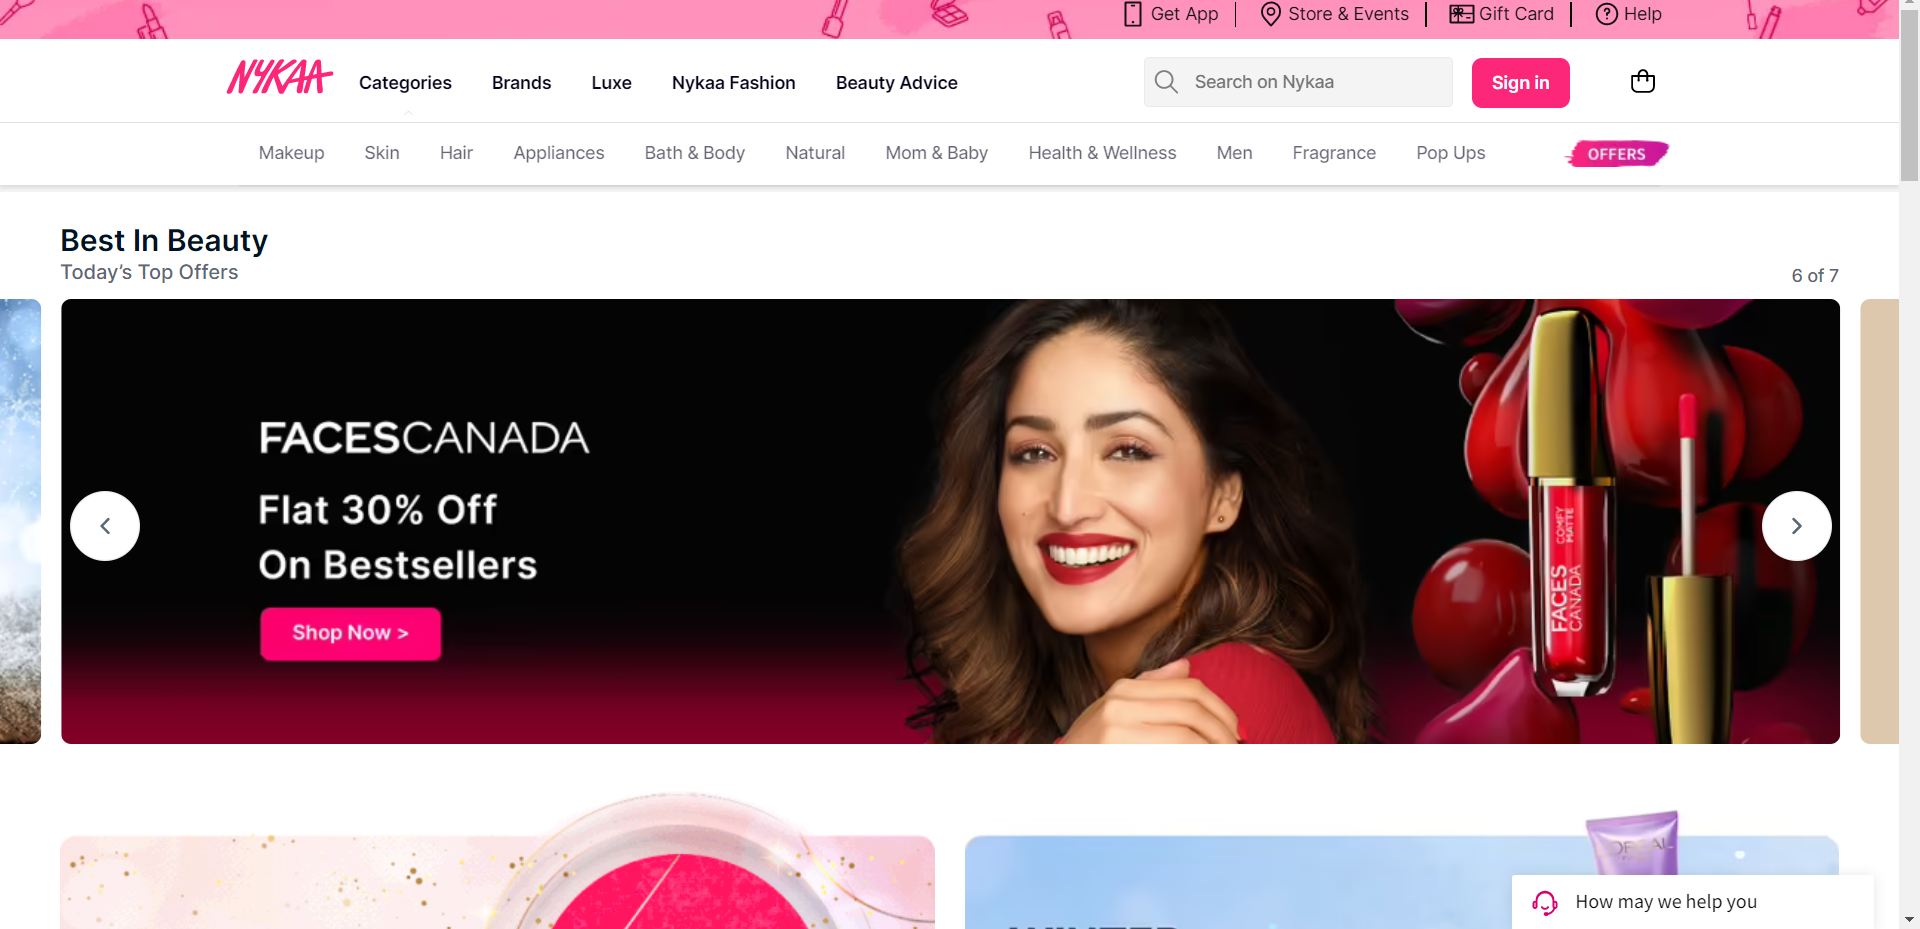 Get App
Store & Events
Gift Card
Help
NYKAA
Categories
Brands
Luxe
Nykaa Fashion
Beauty Advice
Search on Nykaa
Sign in
Makeup
Skin
Hair
Appliances
Bath & Body
Natural
Mom & Baby
Health & Wellness
Men
Fragrance
Pop Ups
OFFERS
Best In Beauty
Today's Top Offers
6 of 7
FACESCANADA
Flat 30% Off
On Bestsellers
Shop Now >
COMFY
MATTE
FACES
CANADA
How may we help you